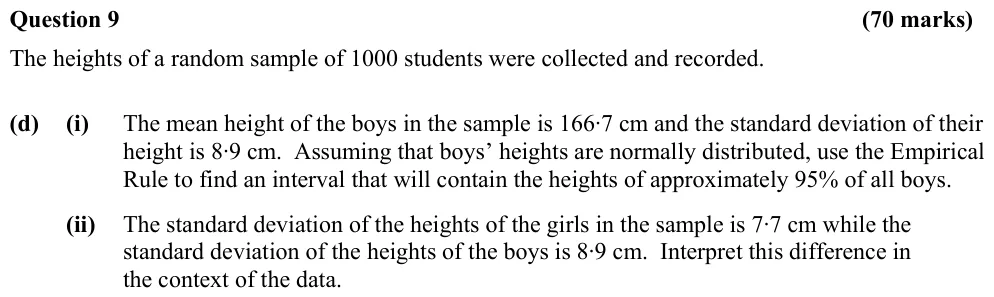 Question 9 (70 marks)
The heights of a random sample of 1000 students were collected and recorded.
(d) (i) The mean height of the boys in the sample is 166·7 cm and the standard deviation of their
height is 8·9 cm. Assuming that boys’ heights are normally distributed, use the Empirical
Rule to find an interval that will contain the heights of approximately 95% of all boys.
(ii) The standard deviation of the heights of the girls in the sample is 7·7 cm while the
standard deviation of the heights of the boys is 8·9 cm. Interpret this difference in
the context of the data.